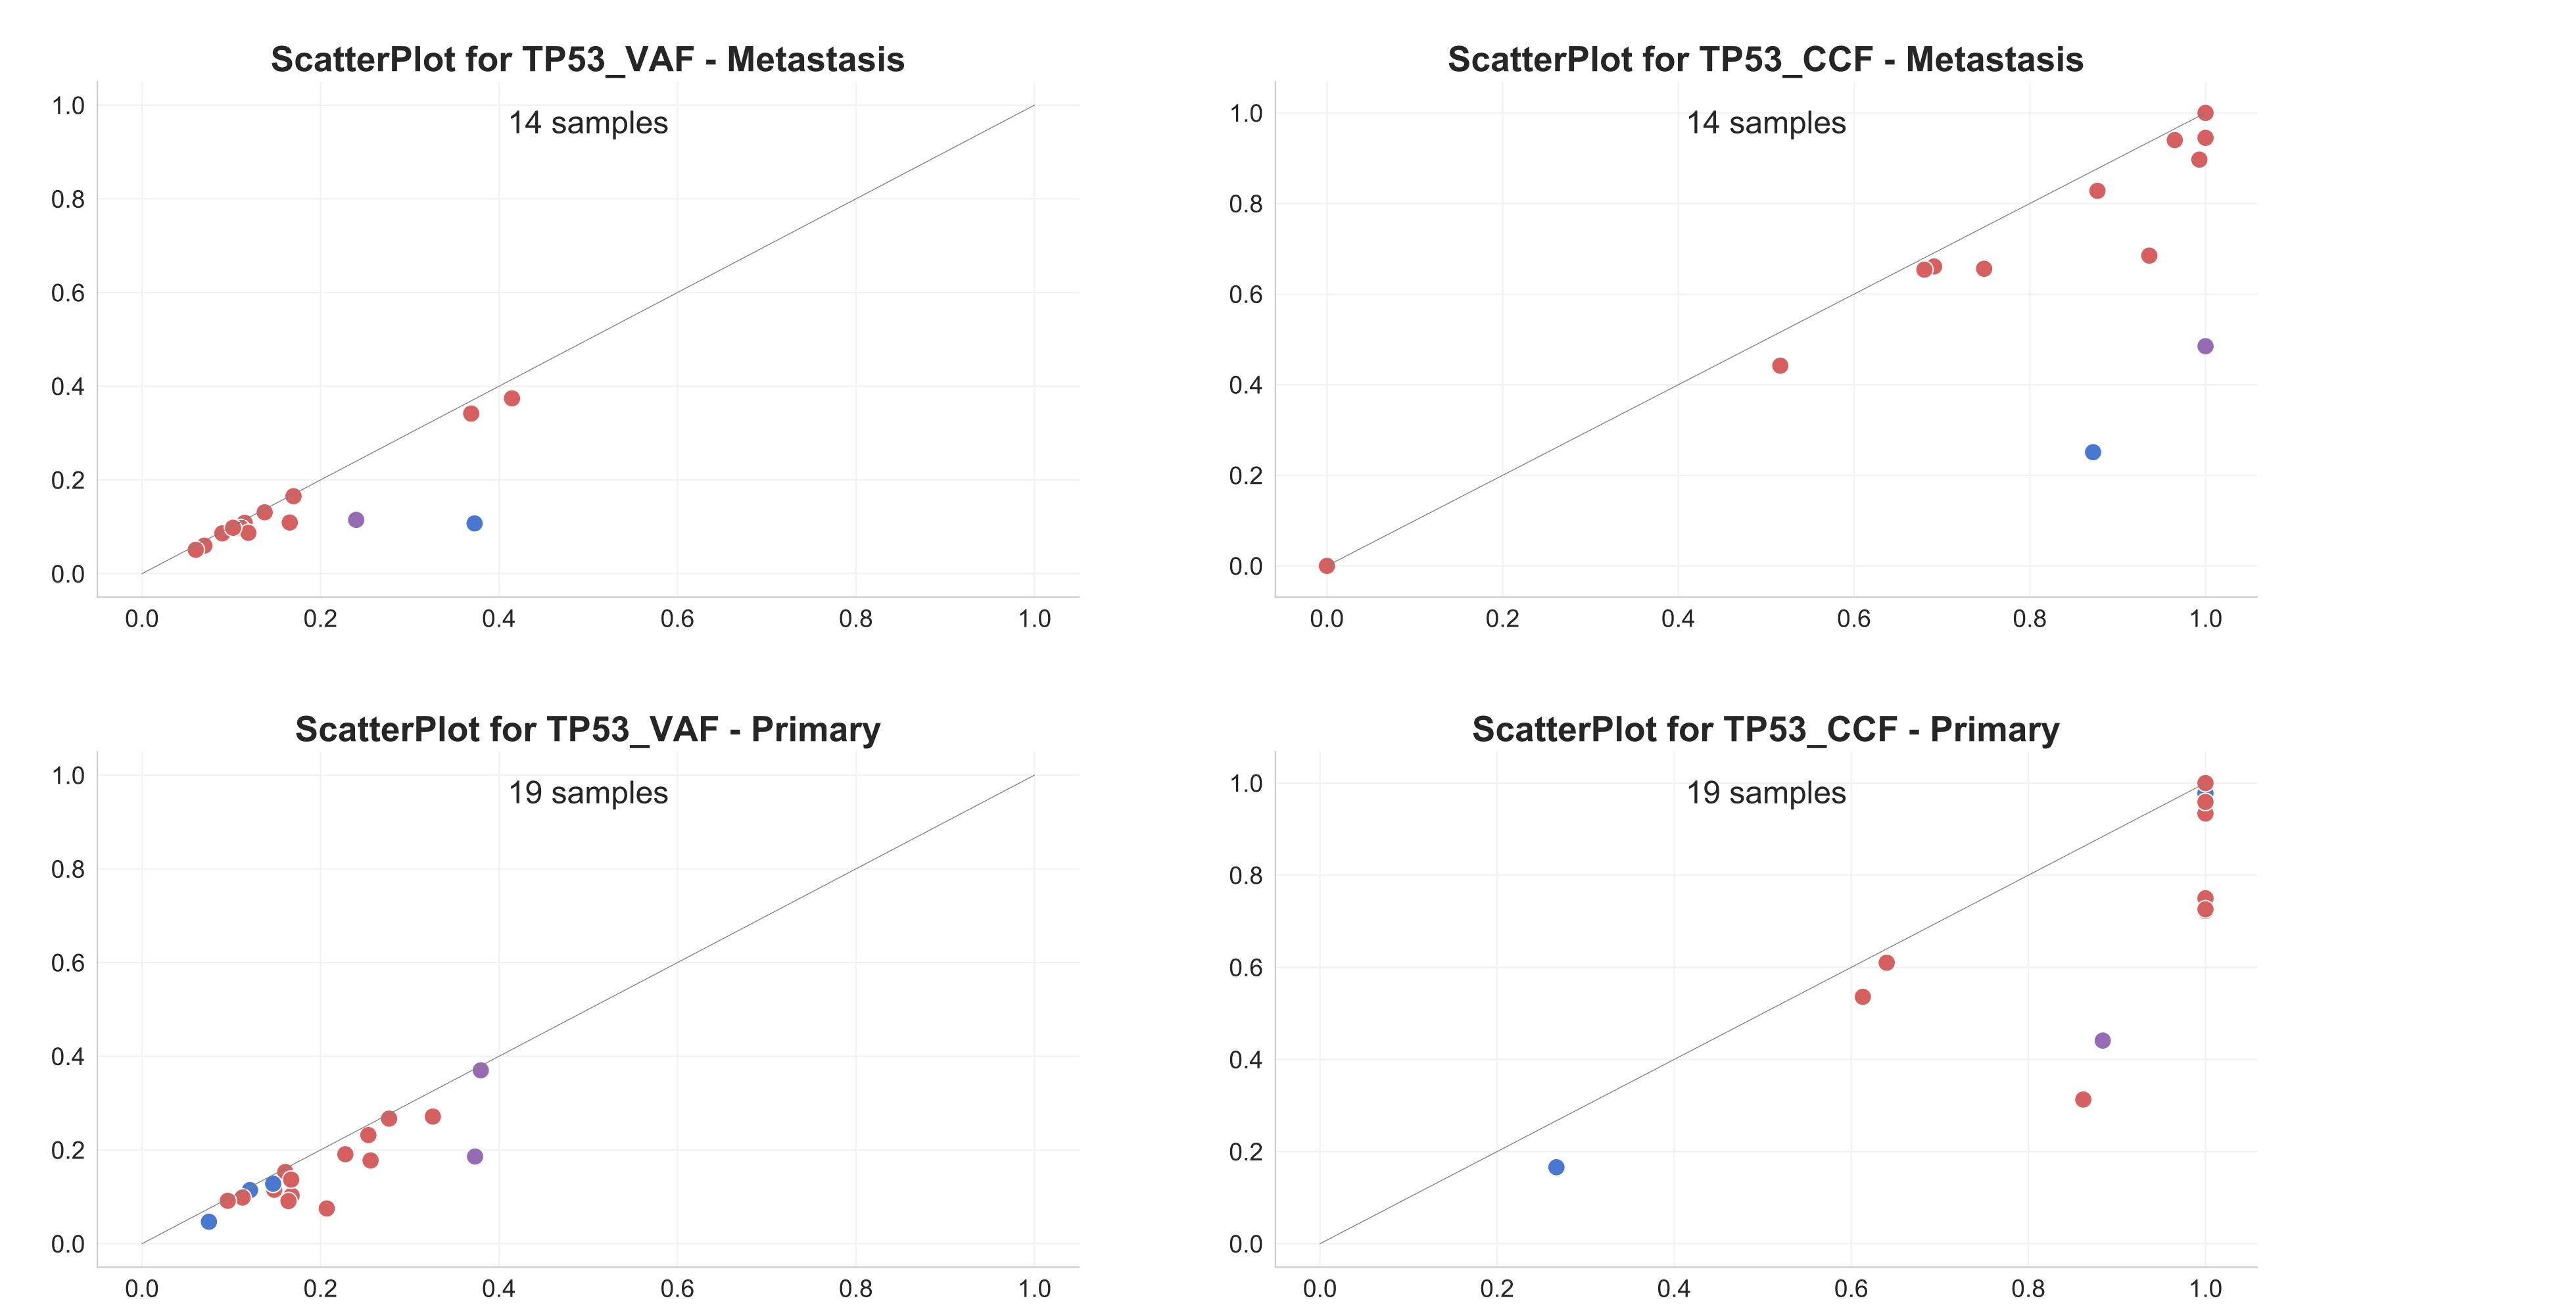 ScatterPlot for TP53_VAF - Metastasis
14 samples
1.0
0.8
0.6
0.4
0.2
0.0
0.0 0.2 0.4 0.6 0.8 1.0
ScatterPlot for TP53_CCF - Metastasis
14 samples
1.0
0.8
0.6
0.4
0.2
0.0
0.0 0.2 0.4 0.6 0.8 1.0
ScatterPlot for TP53_VAF - Primary
19 samples
1.0
0.8
0.6
0.4
0.2
0.0
0.0 0.2 0.4 0.6 0.8 1.0
ScatterPlot for TP53_CCF - Primary
19 samples
1.0
0.8
0.6
0.4
0.2
0.0
0.0 0.2 0.4 0.6 0.8 1.0